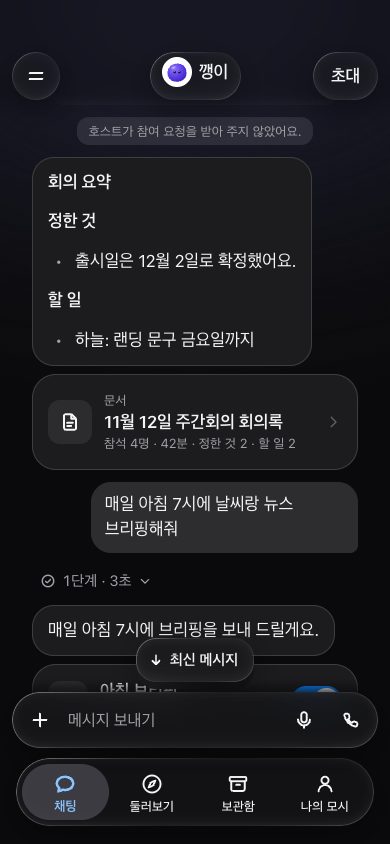 깽이
초대
호스트가 참여 요청을 받아 주지 않았어요.
회의 요약
정한 것
• 출시일은 12월 2일로 확정했어요.
할 일
• 하늘: 랜딩 문구 금요일까지
문서
11월 12일 주간회의 회의록
참석 4명 · 42분 · 정한 것 2 · 할 일 2
매일 아침 7시에 날씨랑 뉴스
브리핑해줘
1단계 · 3초
매일 아침 7시에 브리핑을 보내 드릴게요.
최신 메시지
아침
메시지 보내기
채팅
둘러보기
보관함
나의 모시